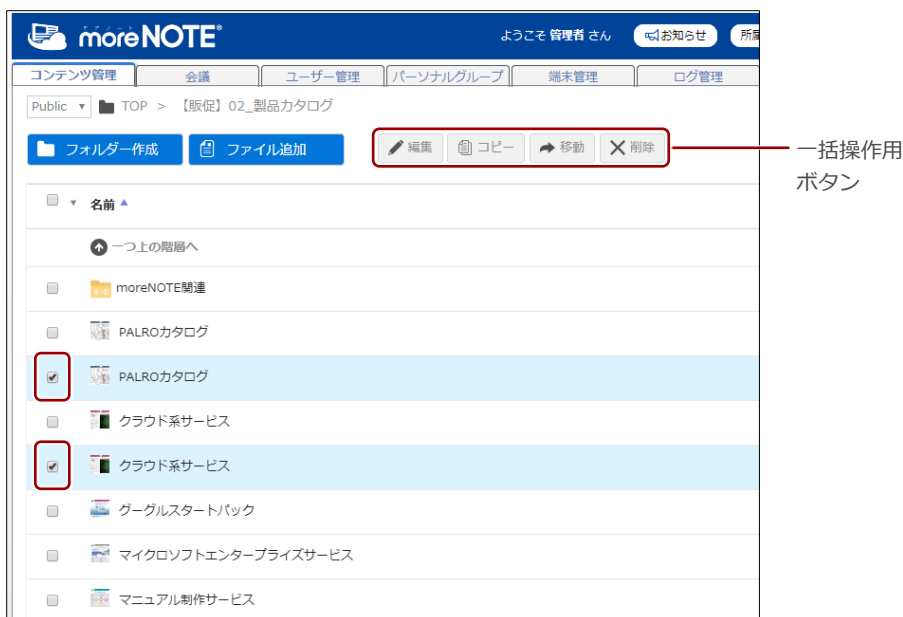 モアノート
moreNOTE®
ようこそ 管理者 さん
お知らせ
コンテンツ管理
会議
ユーザー管理
パーソナルグループ
端末管理
ログ管理
Public ▼ TOP > 【販促】02_製品カタログ
フォルダー作成
ファイル追加
編集
コピー
移動
削除
一括操作用
ボタン
名前
一つ上の階層へ
moreNOTE関連
PALROカタログ
PALROカタログ
クラウド系サービス
クラウド系サービス
グーグルスタートパック
マイクロソフトエンタープライズサービス
マニュアル制作サービス